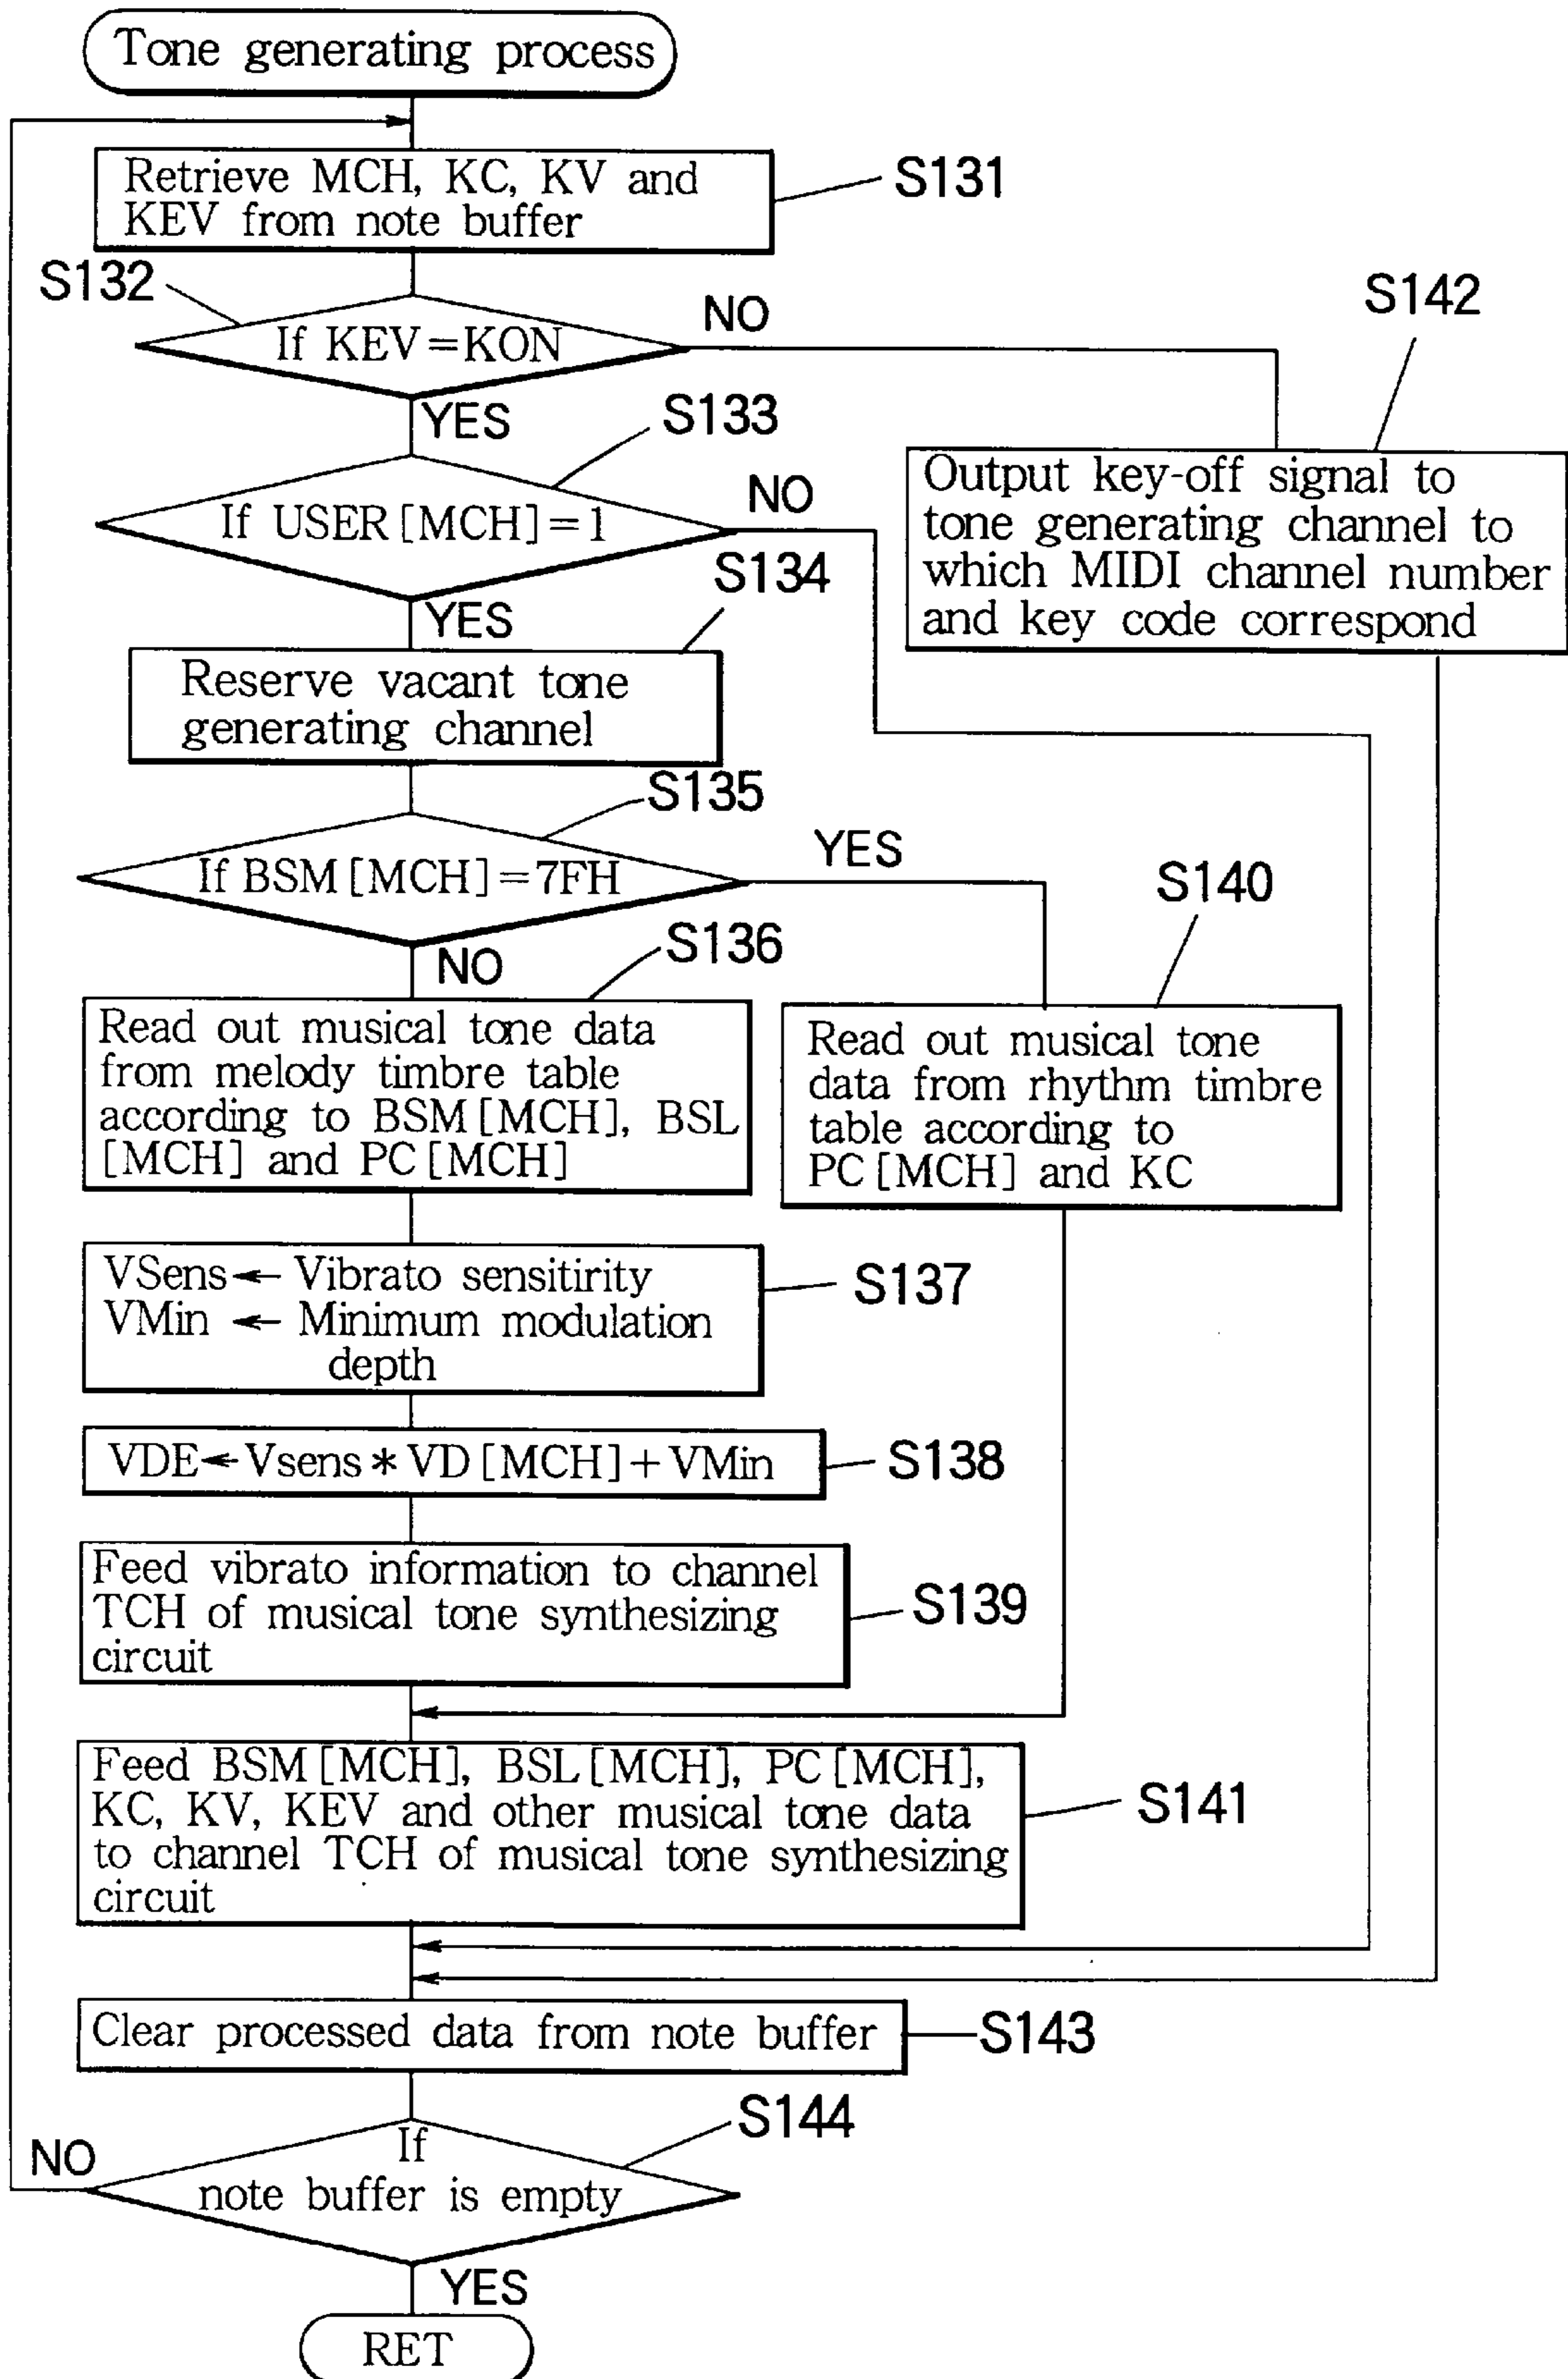 Tone generating process
Retrieve MCH, KC, KV and
KEV from note buffer
S131
S132
If KEV=KON
NO
YES
S142
Output key-off signal to
tone generating channel to
which MIDI channel number
and key code correspond
S133
If USER[MCH]=1
NO
YES
S134
Reserve vacant tone
generating channel
S135
If BSM[MCH]=7FH
YES
NO
S136
Read out musical tone data
from melody timbre table
according to BSM[MCH], BSL
[MCH] and PC[MCH]
S140
Read out musical tone
data from rhythm timbre
table according to
PC[MCH] and KC
VSens← Vibrato sensitirity
VMin ← Minimum modulation
depth
S137
VDE←Vsens*VD[MCH]+VMin
S138
Feed vibrato information to channel
TCH of musical tone synthesizing
circuit
S139
Feed BSM[MCH], BSL[MCH], PC[MCH],
KC, KV, KEV and other musical tone data
to channel TCH of musical tone synthesizing
circuit
S141
Clear processed data from note buffer
S143
S144
If
note buffer is empty
NO
YES
RET